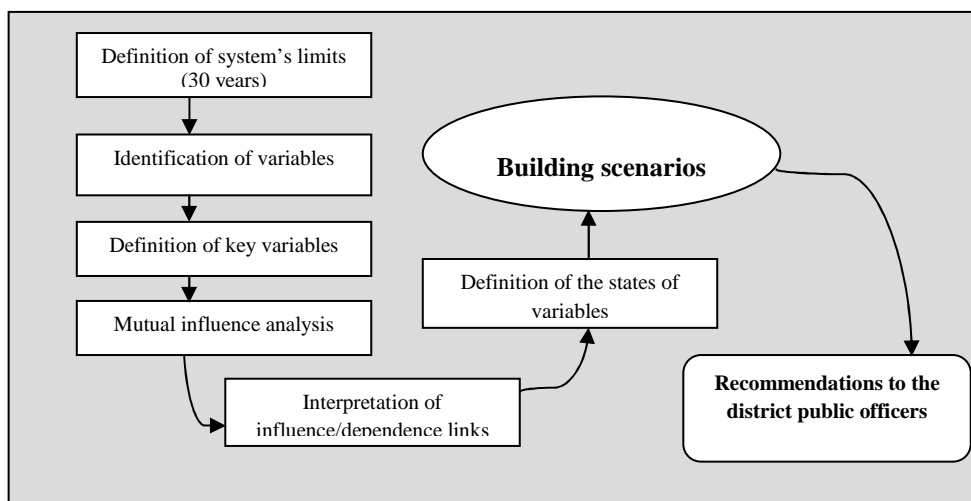 Definition of system's limits
(30 years)
Identification of variables
Definition of key variables
Mutual influence analysis
Interpretation of
influence/dependence links
Definition of the states of
variables
Building scenarios
Recommendations to the
district public officers